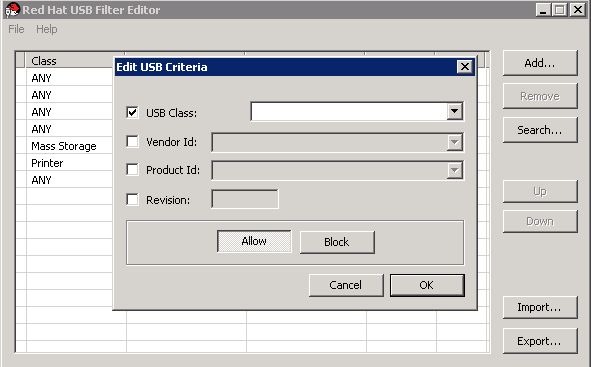 Red Hat USB Filter Editor
File Help
Class
ANY
ANY
ANY
ANY
Mass Storage
Printer
ANY
Edit USB Criteria
USB Class:
Vendor Id:
Product Id:
Revision:
Allow Block
Cancel OK
Add...
Remove
Search...
Up
Down
Import...
Export...